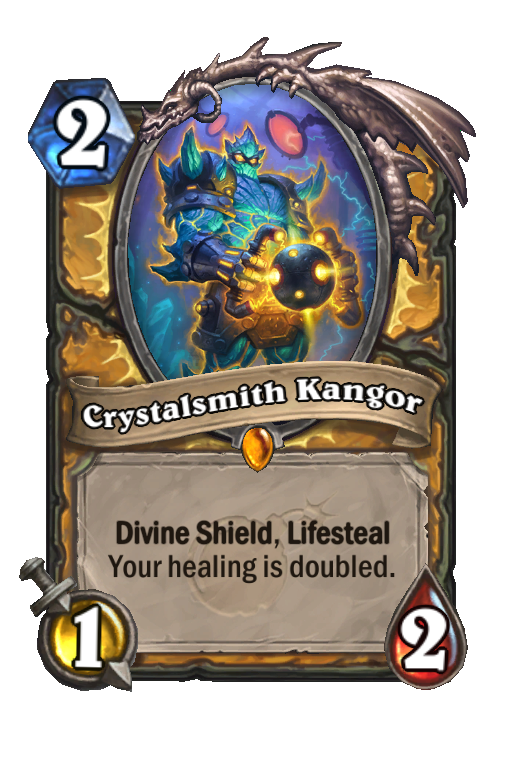 2
Crystalsmith Kangor
Divine Shield, Lifesteal
Your healing is doubled.
1
2